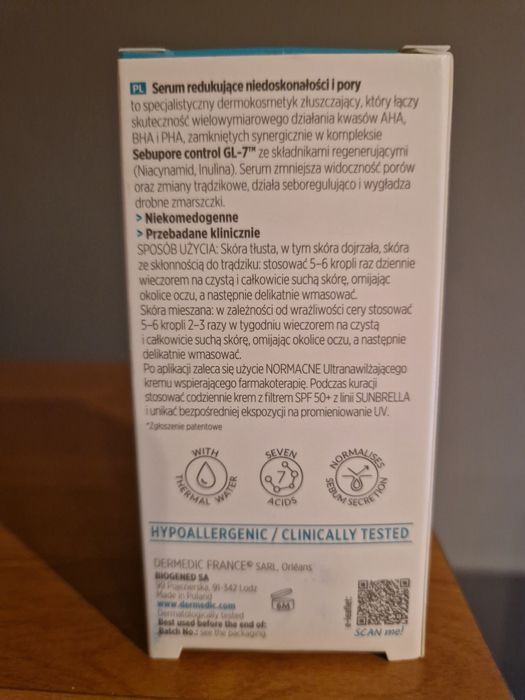 PL Serum redukujące niedoskonałości i pory
to specjalistyczny dermokosmetyk złuszczający, który łączy
skuteczność wielowymiarowego działania kwasów AHA,
BHA i PHA, zamkniętych synergicznie w kompleksie
Sebupore control GL-7™ ze składnikami regenerującymi
(Niacynamid, Inulina). Serum zmniejsza widoczność porów
oraz zmiany trądzikowe, działa seboregulująco i wygładza
drobne zmarszczki.
> Niekomedogenne
> Przebadane klinicznie
SPOSÓB UŻYCIA: Skóra tłusta, w tym skóra dojrzała, skóra
ze skłonnością do trądziku: stosować 5-6 kropli raz dziennie
wieczorem na czystą i całkowicie suchą skórę, omijając
okolice oczu, a następnie delikatnie wmasować.
Skóra mieszana: w zależności od wrażliwości cery stosować
5-6 kropli 2-3 razy w tygodniu wieczorem na czystą
i całkowicie suchą skórę, omijając okolice oczu, a następnie
delikatnie wmasować.
Po aplikacji zaleca się użycie NORMACNE Ultranawilżającego
kremu wspierającego farmakoterapię. Podczas kuracji
stosować codziennie krem z filtrem SPF 50+ z linii SUNBRELLA
i unikać bezpośredniej ekspozycji na promieniowanie UV.
*Zgłoszenie patentowe
WITH THERMAL WATER
SEVEN 7 ACIDS
NORMALISES SEBUM SECRETION
HYPOALLERGENIC / CLINICALLY TESTED
DERMEDIC FRANCE® SARL, Orléans
BIOGENED SA
Pojezierska, 91-342 Lodz
Made in Poland
www.dermedic.com
Dermatologically tested
Best used before the end of:
Batch No.: see the packaging.
6M
e-leaflet:
SCAN me!